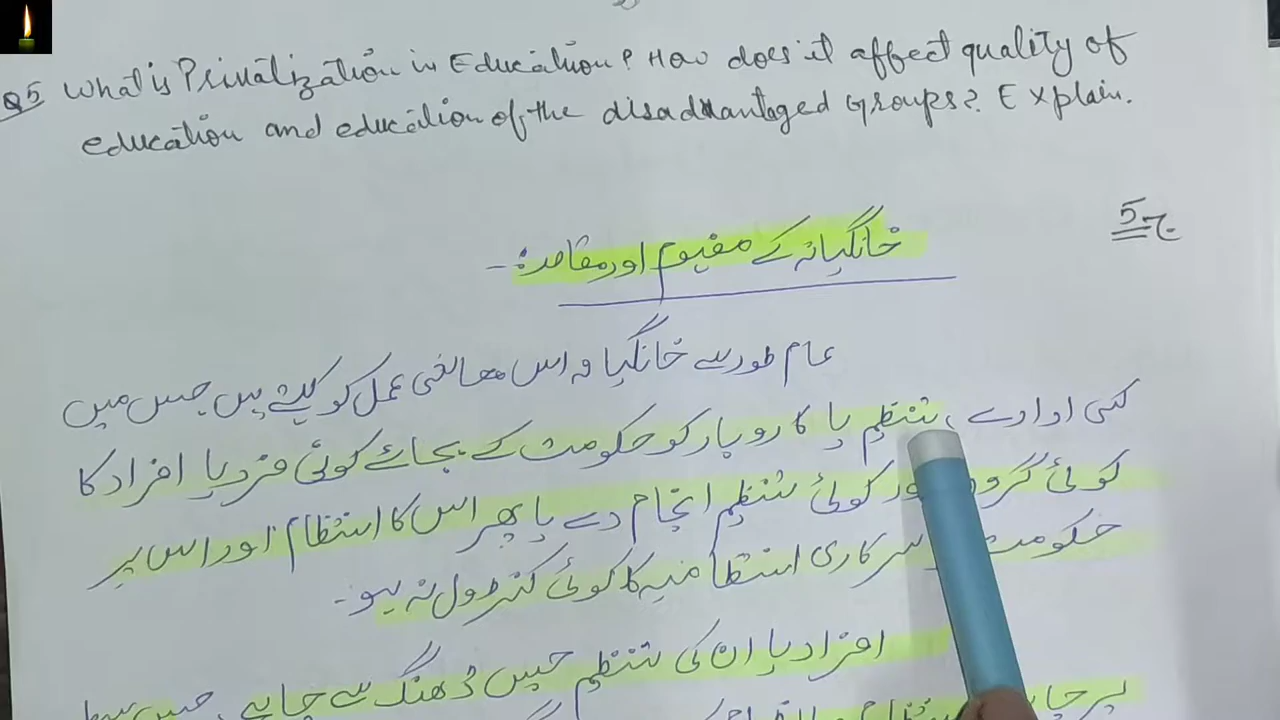 Q5 What is Privatization in Education? How does it affect quality of
education and education of the disadvantaged Groups? Explain.
ج5
خانگیانہ کے مفہوم اور مقاصد:-
عام طور سے خانگیانہ اس معاشی عمل کو کہتے ہیں جس میں
کسی ادارے، تنظیم یا کاروبار کو حکومت کے بجائے کوئی فرد یا افراد کا
کوئی گروہ اور کوئی تنظیم انجام دے یا پھر اس کا انتظام اور اس پر
حکومت سرکاری انتظامیہ کا کوئی کنٹرول نہ ہو۔
افراد یا ان کی تنظیم جس ڈھنگ سے چاہے، جس
پر